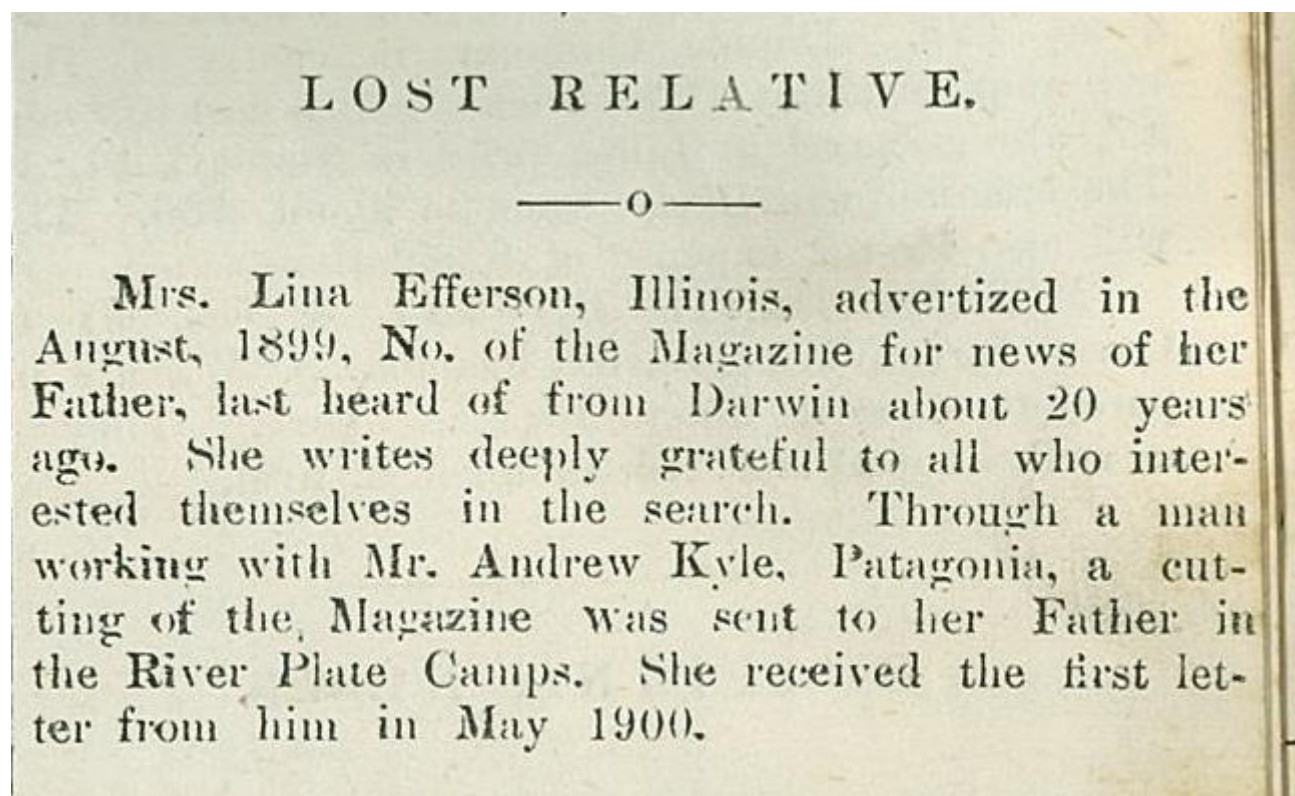 LOST RELATIVE.
——o——
Mrs. Lina Efferson, Illinois, advertized in the
August, 1899, No. of the Magazine for news of her
Father, last heard of from Darwin about 20 years
ago. She writes deeply grateful to all who inter-
ested themselves in the search. Through a man
working with Mr. Andrew Kyle, Patagonia, a cut-
ting of the Magazine was sent to her Father in
the River Plate Camps. She received the first let-
ter from him in May 1900.